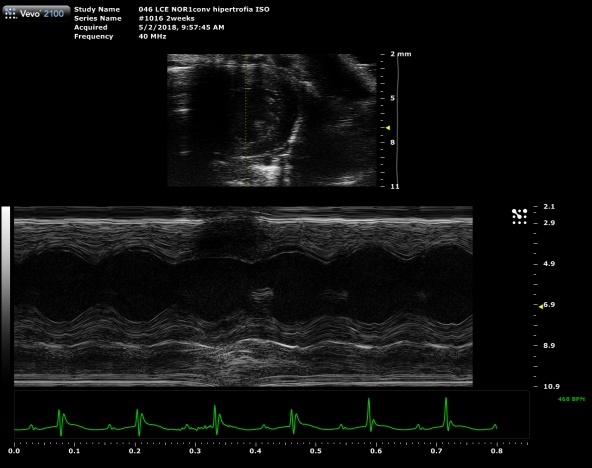 Vevo 2100
Study Name 046 LCE NOR1conv hipertrofia ISO
Series Name #1016 2weeks
Acquired 5/2/2018, 9:57:45 AM
Frequency 40 MHz
2 mm
5
8
11
2.1
2.9
4.9
6.9
8.9
10.9
468 BPM
0.0 0.1 0.2 0.3 0.4 0.5 0.6 0.7 0.8